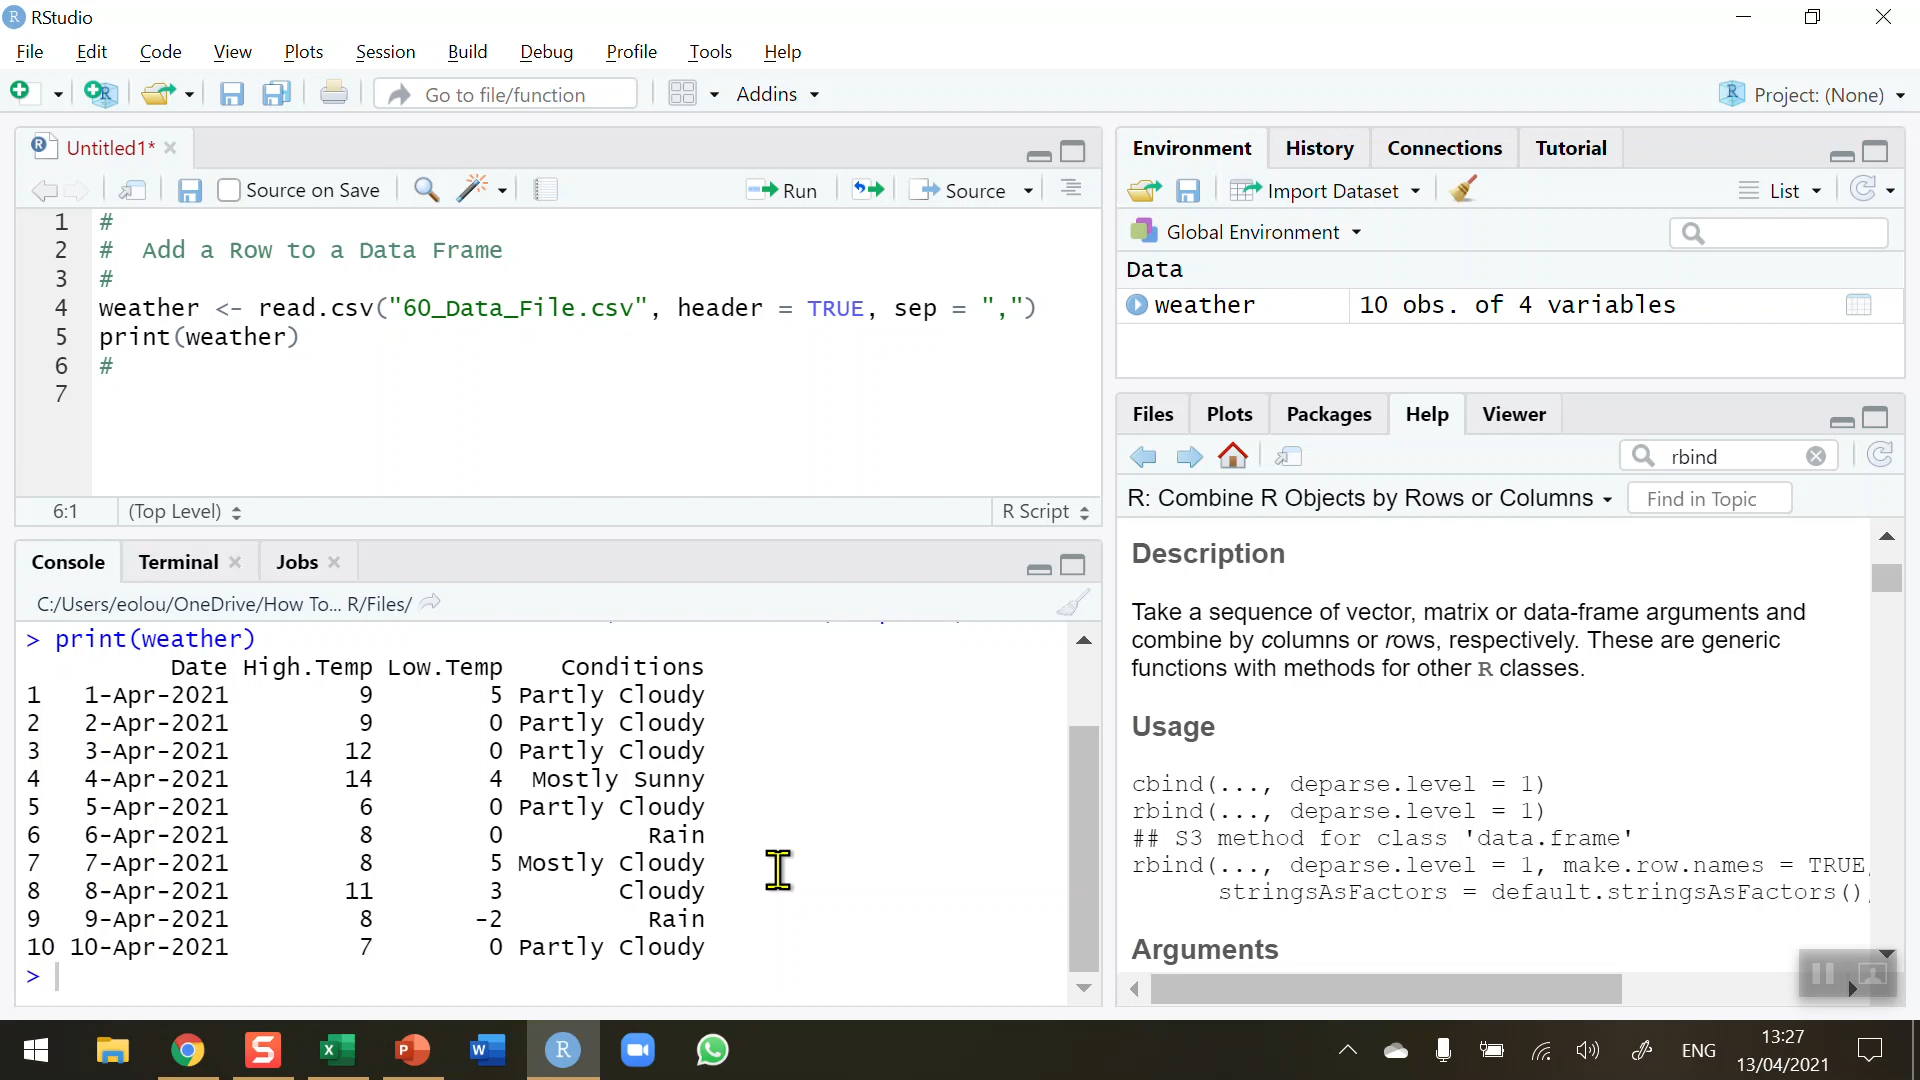 RStudio
File Edit Code View Plots Session Build Debug Profile Tools Help
Go to file/function Addins Project: (None)
Untitled1*
Source on Save Run Source
1 #
2 # Add a Row to a Data Frame
3 #
4 weather <- read.csv("60_Data_File.csv", header = TRUE, sep = ",")
5 print(weather)
6 #
7
6:1 (Top Level) R Script
Console Terminal Jobs
C:/Users/eolou/OneDrive/How To... R/Files/
> print(weather)
Date High.Temp Low.Temp Conditions
1 1-Apr-2021 9 5 Partly Cloudy
2 2-Apr-2021 9 0 Partly Cloudy
3 3-Apr-2021 12 0 Partly Cloudy
4 4-Apr-2021 14 4 Mostly Sunny
5 5-Apr-2021 6 0 Partly Cloudy
6 6-Apr-2021 8 0 Rain
7 7-Apr-2021 8 5 Mostly Cloudy
8 8-Apr-2021 11 3 Cloudy
9 9-Apr-2021 8 -2 Rain
10 10-Apr-2021 7 0 Partly Cloudy
>
Environment History Connections Tutorial
Import Dataset List
Global Environment
Data
weather 10 obs. of 4 variables
Files Plots Packages Help Viewer
rbind
R: Combine R Objects by Rows or Columns Find in Topic
Description
Take a sequence of vector, matrix or data-frame arguments and
combine by columns or rows, respectively. These are generic
functions with methods for other R classes.
Usage
cbind(..., deparse.level = 1)
rbind(..., deparse.level = 1)
## S3 method for class 'data.frame'
rbind(..., deparse.level = 1, make.row.names = TRUE,
stringsAsFactors = default.stringsAsFactors(),
Arguments
ENG
13:27
13/04/2021